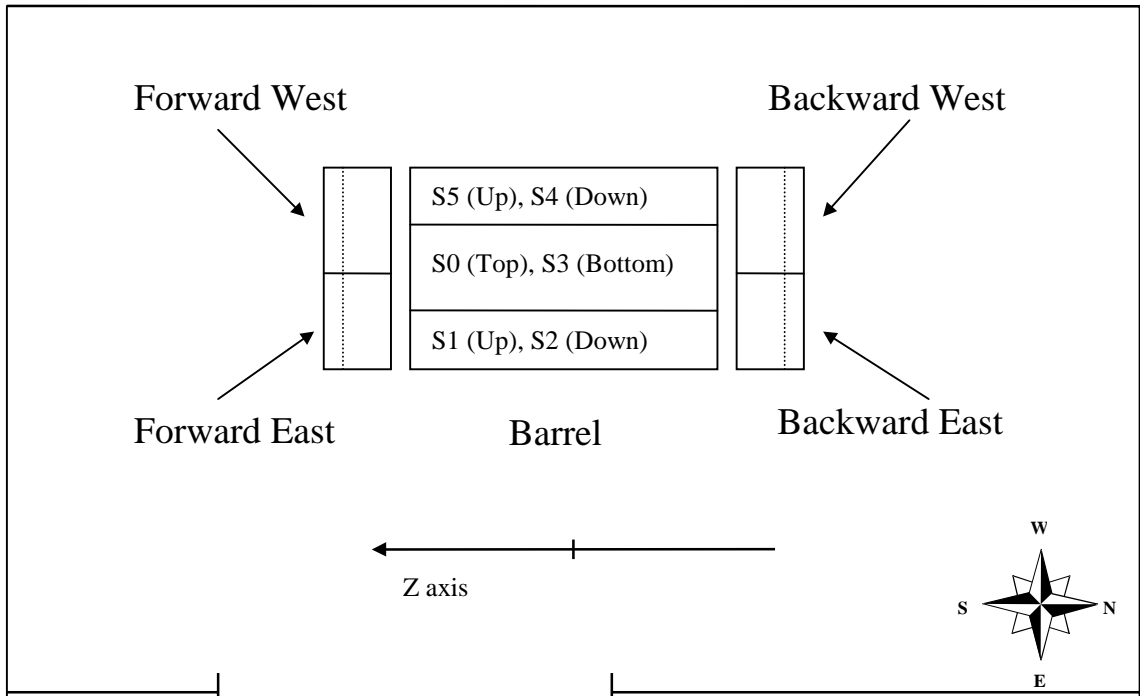 Forward West
Backward West
S5 (Up), S4 (Down)
S0 (Top), S3 (Bottom)
S1 (Up), S2 (Down)
Forward East
Barrel
Backward East
Z axis
W
S
N
E